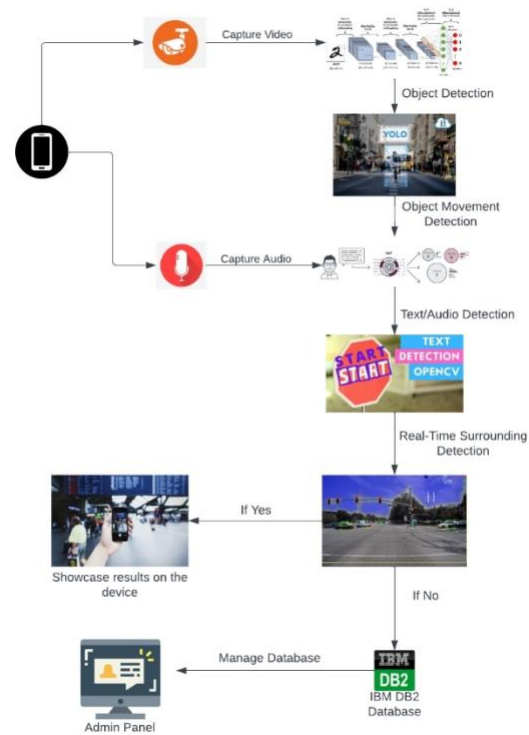 Capture Video
Object Detection
YOLO
Object Movement
Detection
Capture Audio
Text/Audio Detection
START
START
TEXT
DETECTION
OPENCV
Real-Time Surrounding
Detection
If Yes
Showcase results on the
device
If No
Manage Database
IBM
DB2
IBM DB2
Database
Admin Panel